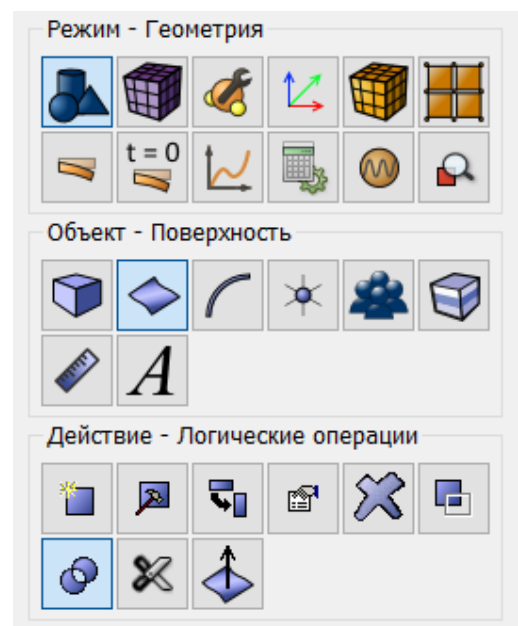 Режим - Геометрия
t = 0
Объект - Поверхность
A
Действие - Логические операции